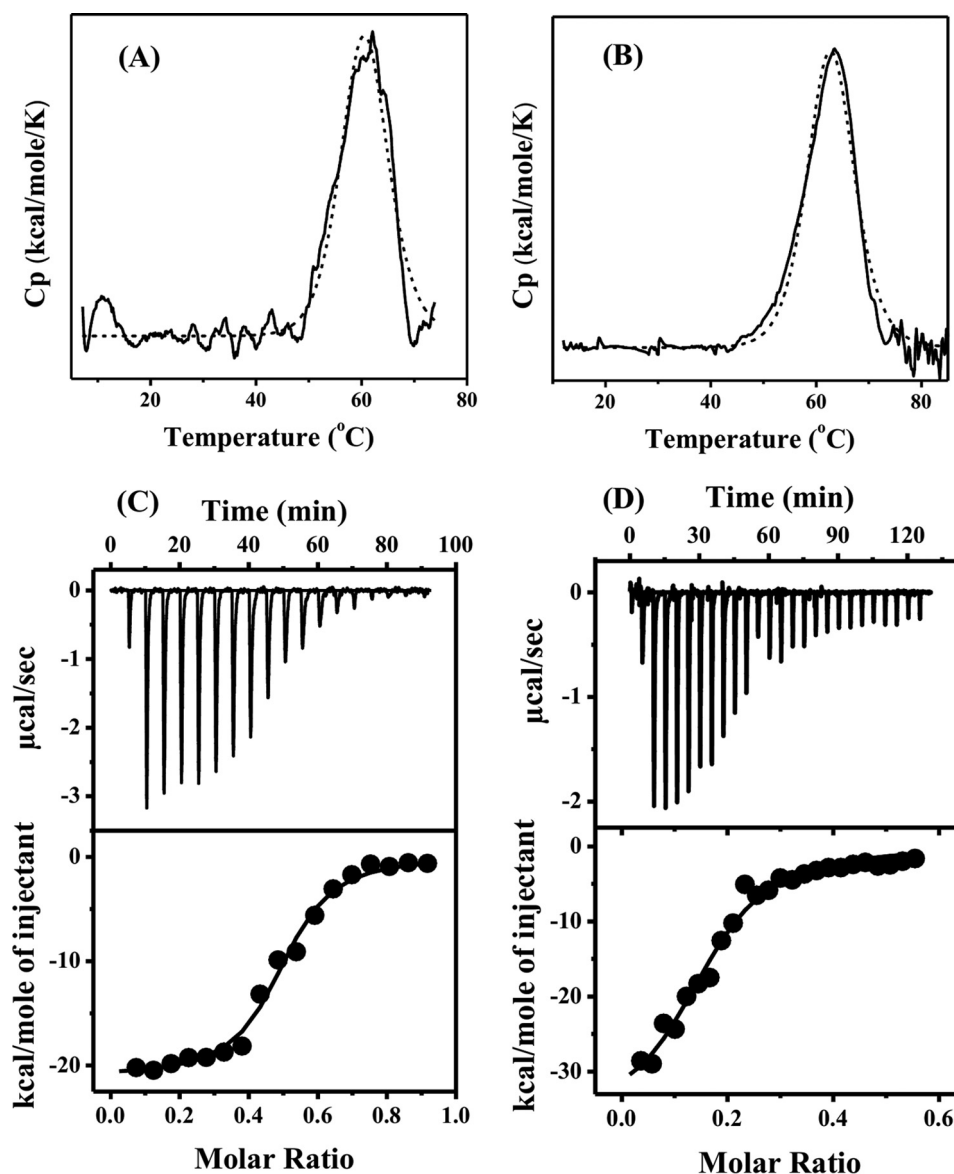 (A)
Cp (kcal/mole/K)
20 40 60 80
Temperature (°C)
(B)
Cp (kcal/mole/K)
20 40 60 80
Temperature (°C)
(C)
Time (min)
0 20 40 60 80 100
0
-1
-2
-3
µcal/sec
0
-10
-20
kcal/mole of injectant
0.0 0.2 0.4 0.6 0.8 1.0
Molar Ratio
(D)
Time (min)
0 30 60 90 120
0
-1
-2
µcal/sec
0
-10
-20
-30
kcal/mole of injectant
0.0 0.2 0.4 0.6
Molar Ratio